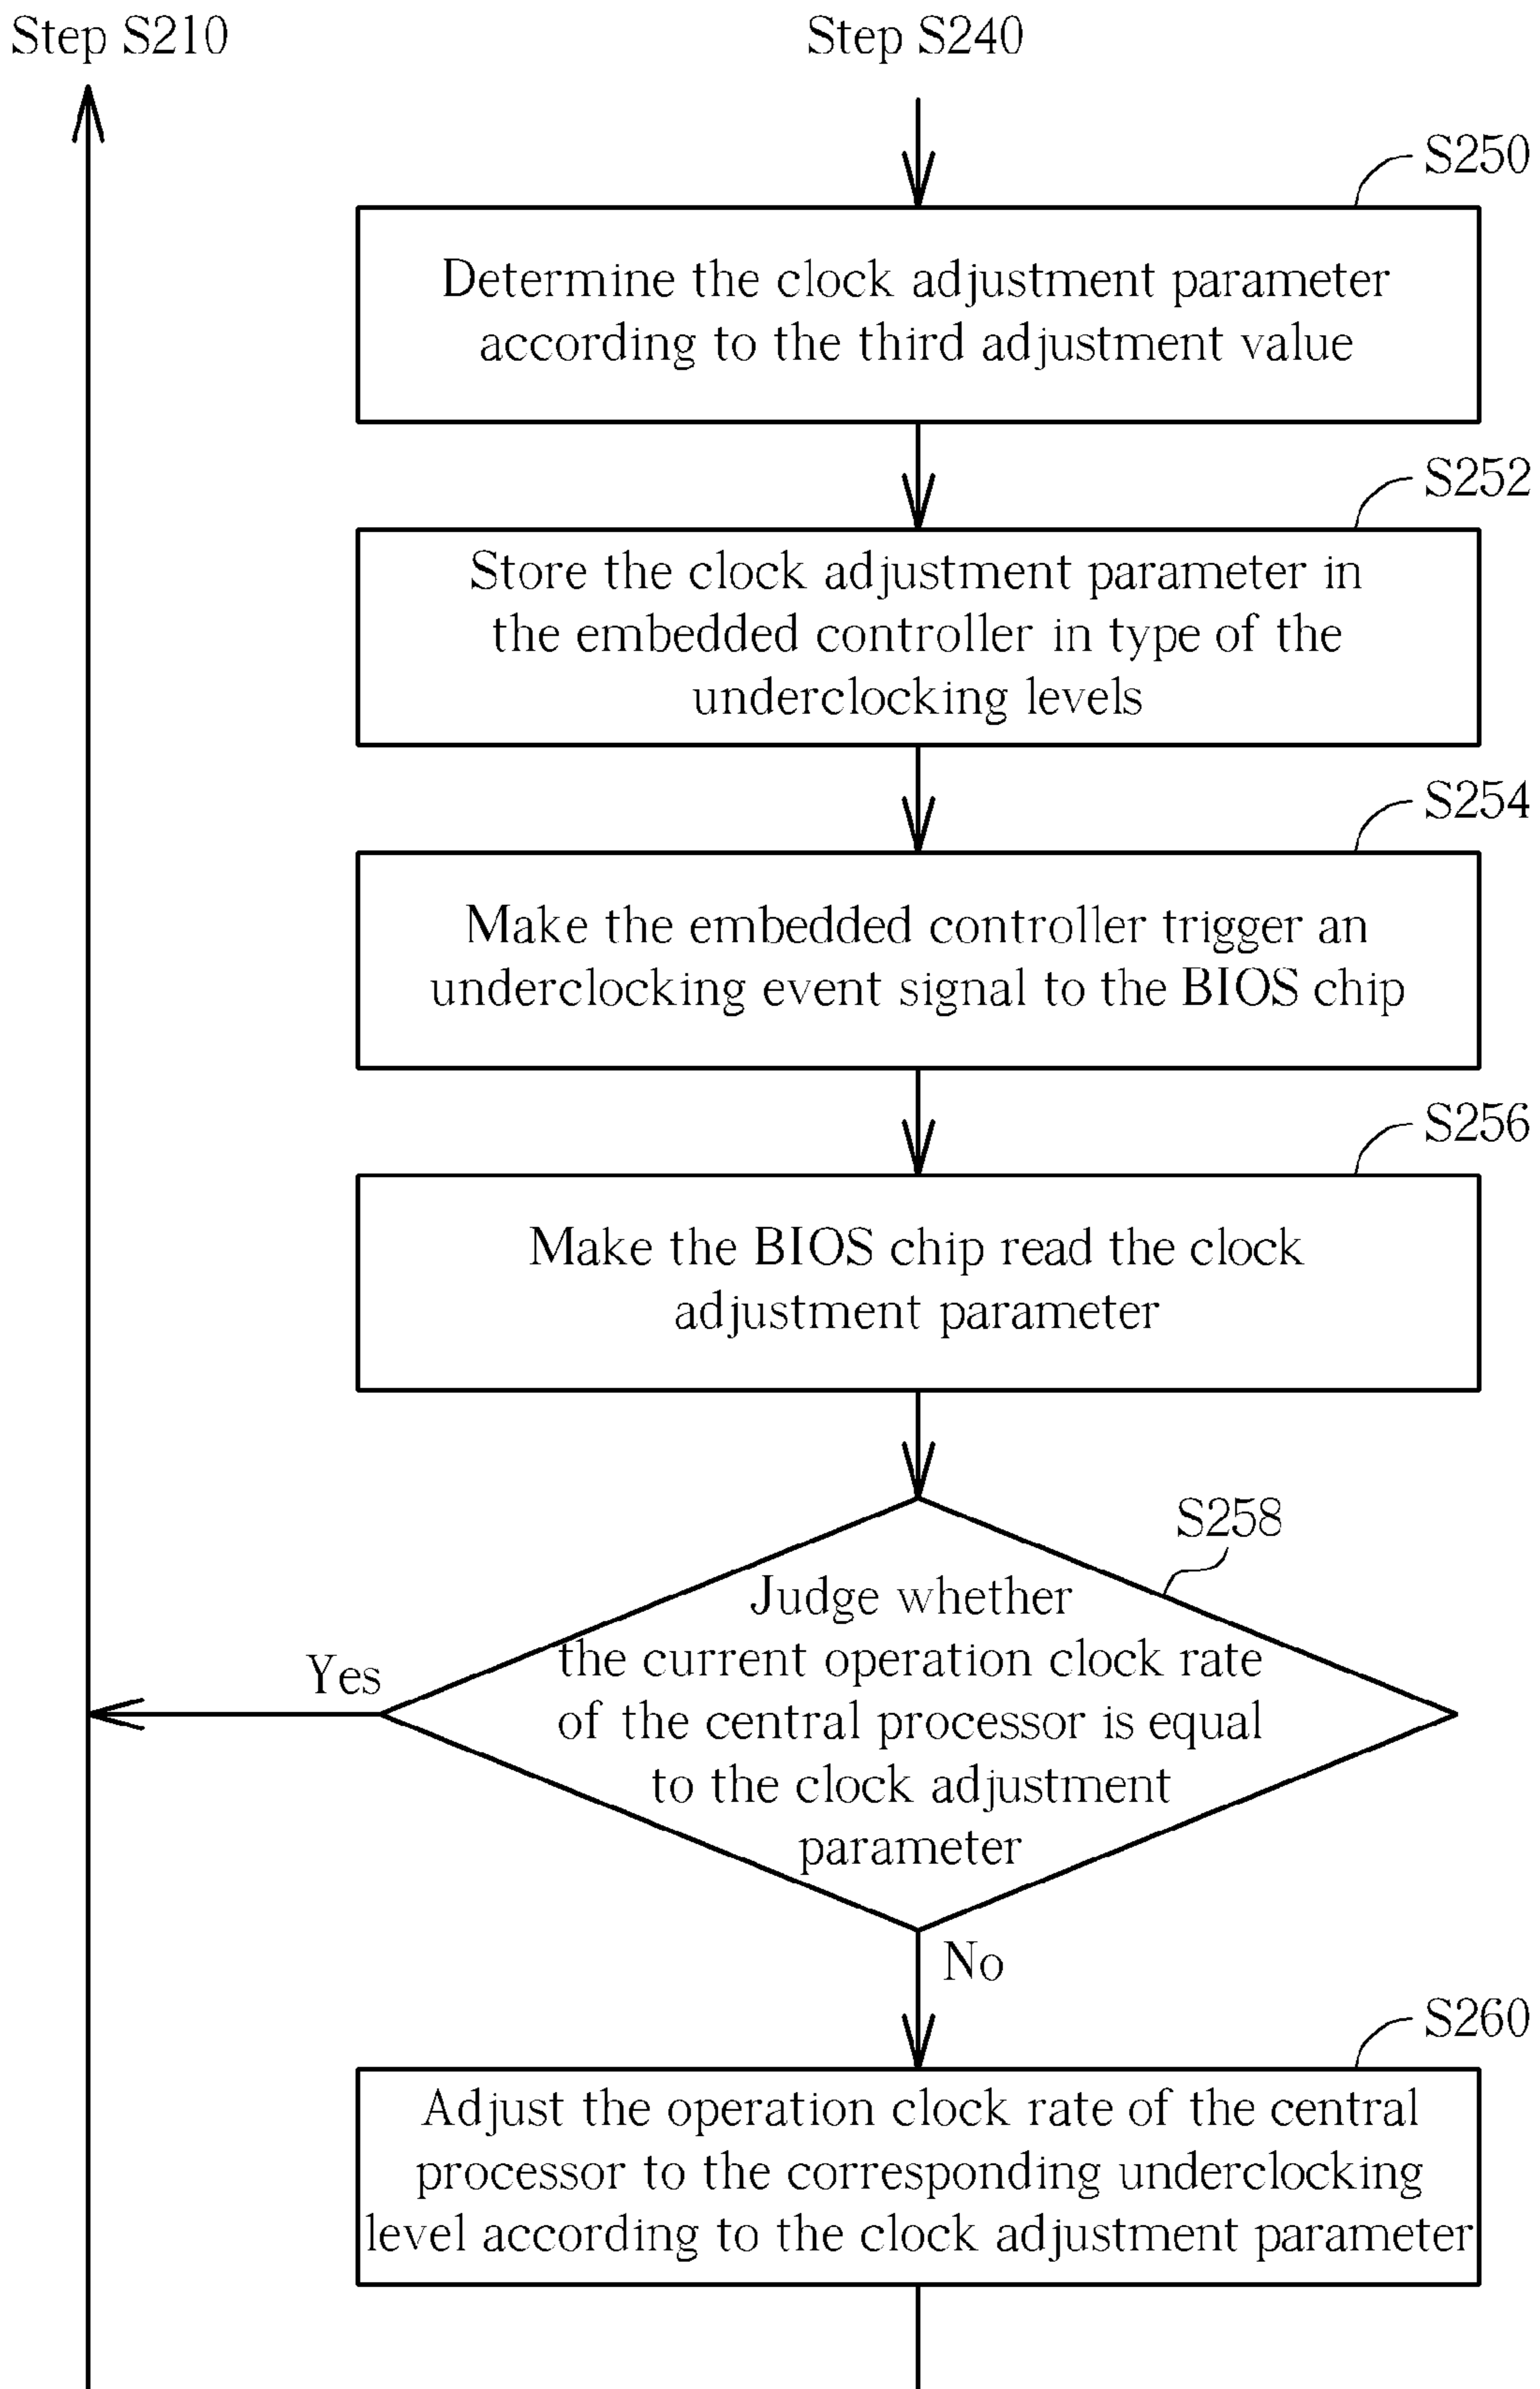 Step S210
Step S240
S250
Determine the clock adjustment parameter
according to the third adjustment value
S252
Store the clock adjustment parameter in
the embedded controller in type of the
underclocking levels
S254
Make the embedded controller trigger an
underclocking event signal to the BIOS chip
S256
Make the BIOS chip read the clock
adjustment parameter
S258
Judge whether
the current operation clock rate
of the central processor is equal
to the clock adjustment
parameter
Yes
No
S260
Adjust the operation clock rate of the central
processor to the corresponding underclocking
level according to the clock adjustment parameter